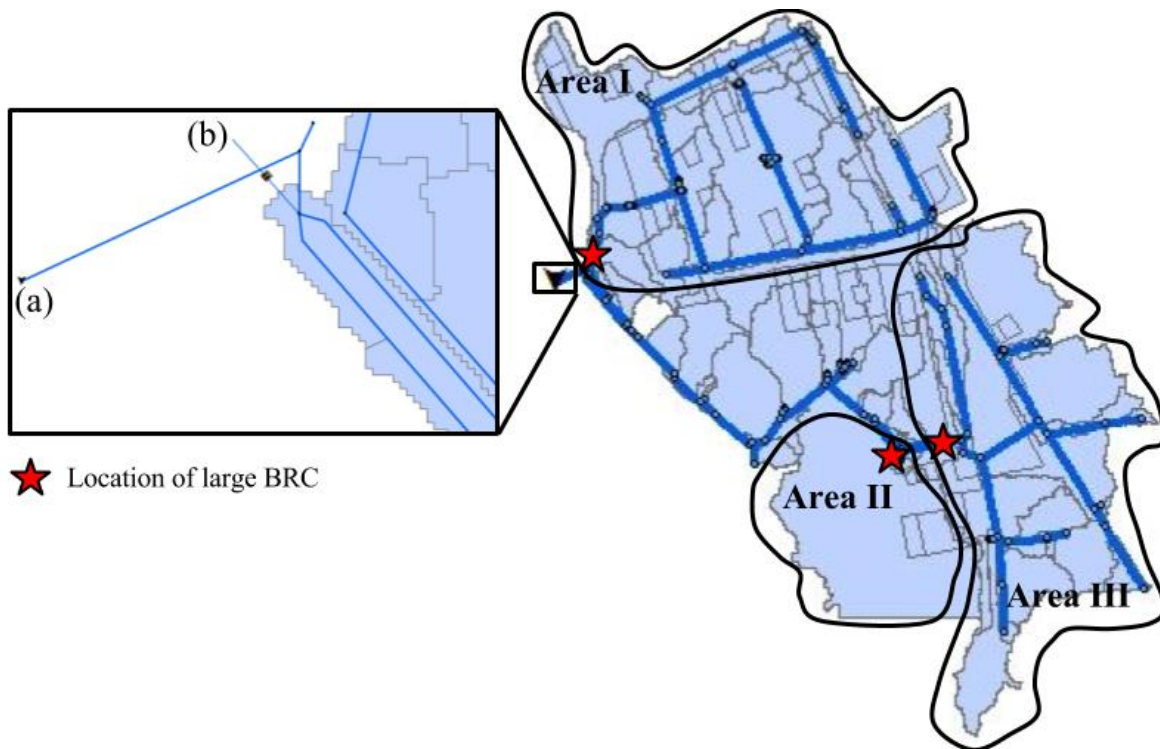 Area I
(b)
(a)
Location of large BRC
Area II
Area III